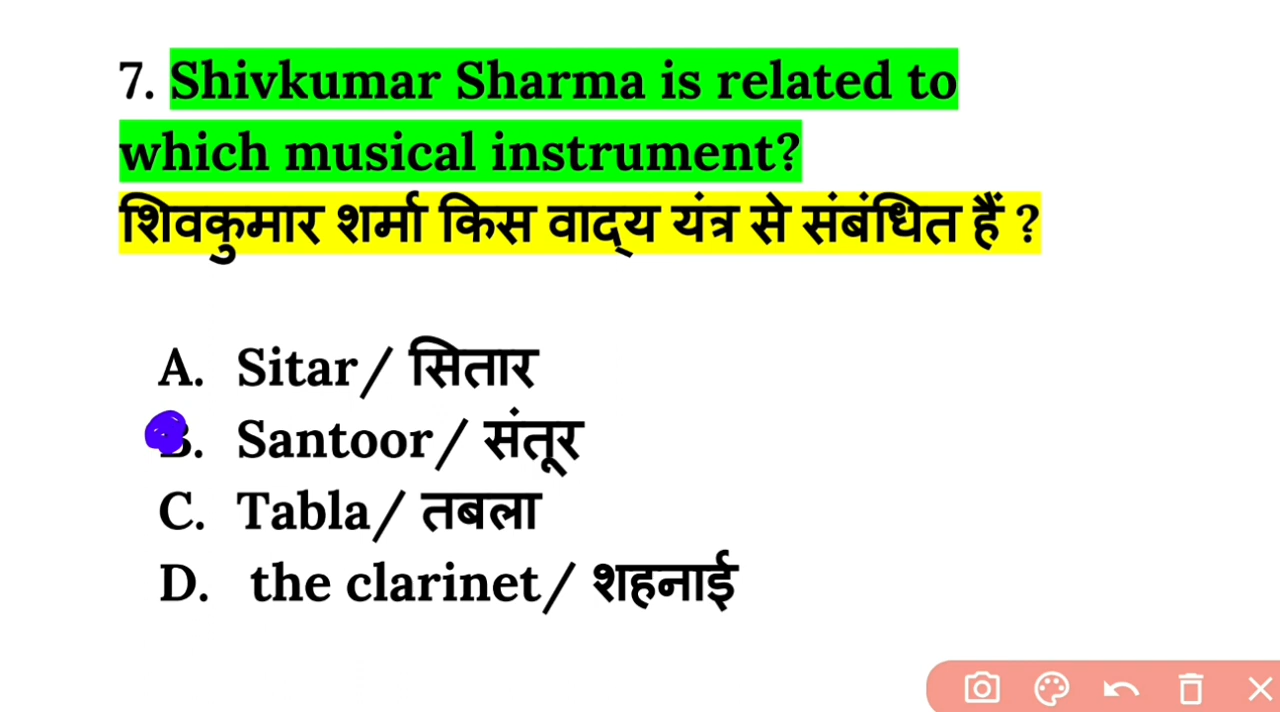 7. Shivkumar Sharma is related to
which musical instrument?
शिवकुमार शर्मा किस वाद्य यंत्र से संबंधित हैं ?
A. Sitar/ सितार
B. Santoor/ संतूर
C. Tabla/ तबला
D. the clarinet/ शहनाई